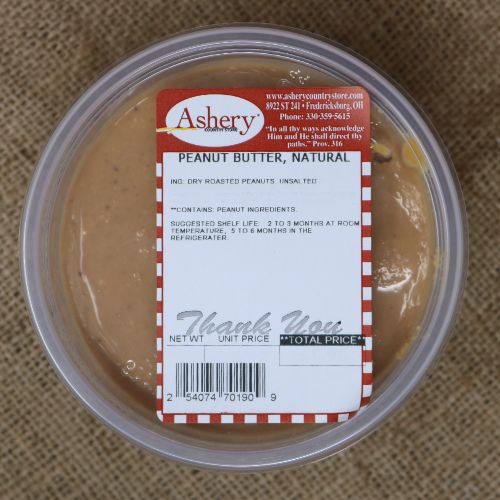 Ashery
COUNTRY STORE
www.asherycountrystore.com
8922 ST 241 • Fredericksburg, OH
Phone: 330•359•5615
"In all thy ways acknowledge
Him and He shall direct thy
paths." Prov. 316
PEANUT BUTTER, NATURAL
ING: DRY ROASTED PEANUTS UNSALTED
**CONTAINS: PEANUT INGREDIENTS.
SUGGESTED SHELF LIFE: 2 TO 3 MONTHS AT ROOM
TEMPERATURE, 5 TO 6 MONTHS IN THE
REFRIGERATER
Thank You
NET WT UNIT PRICE **TOTAL PRICE**
2 54074 70190 9